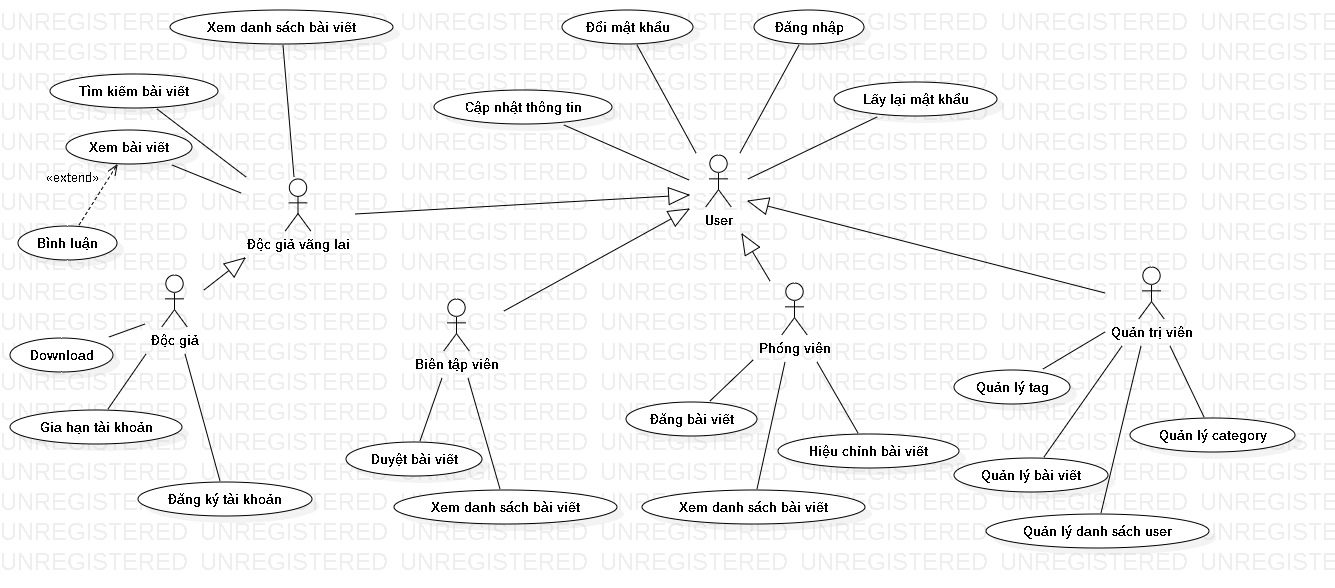 Xem danh sách bài viết
Đổi mật khẩu
Đăng nhập
Tìm kiếm bài viết
Cập nhật thông tin
Lấy lại mật khẩu
Xem bài viết
«extend»
User
Bình luận
Độc giả vãng lai
Độc giả
Download
Biên tập viên
Phóng viên
Quản trị viên
Quản lý tag
Gia hạn tài khoản
Đăng bài viết
Quản lý category
Duyệt bài viết
Hiệu chỉnh bài viết
Quản lý bài viết
Đăng ký tài khoản
Xem danh sách bài viết
Xem danh sách bài viết
Quản lý danh sách user
UNREGISTERED